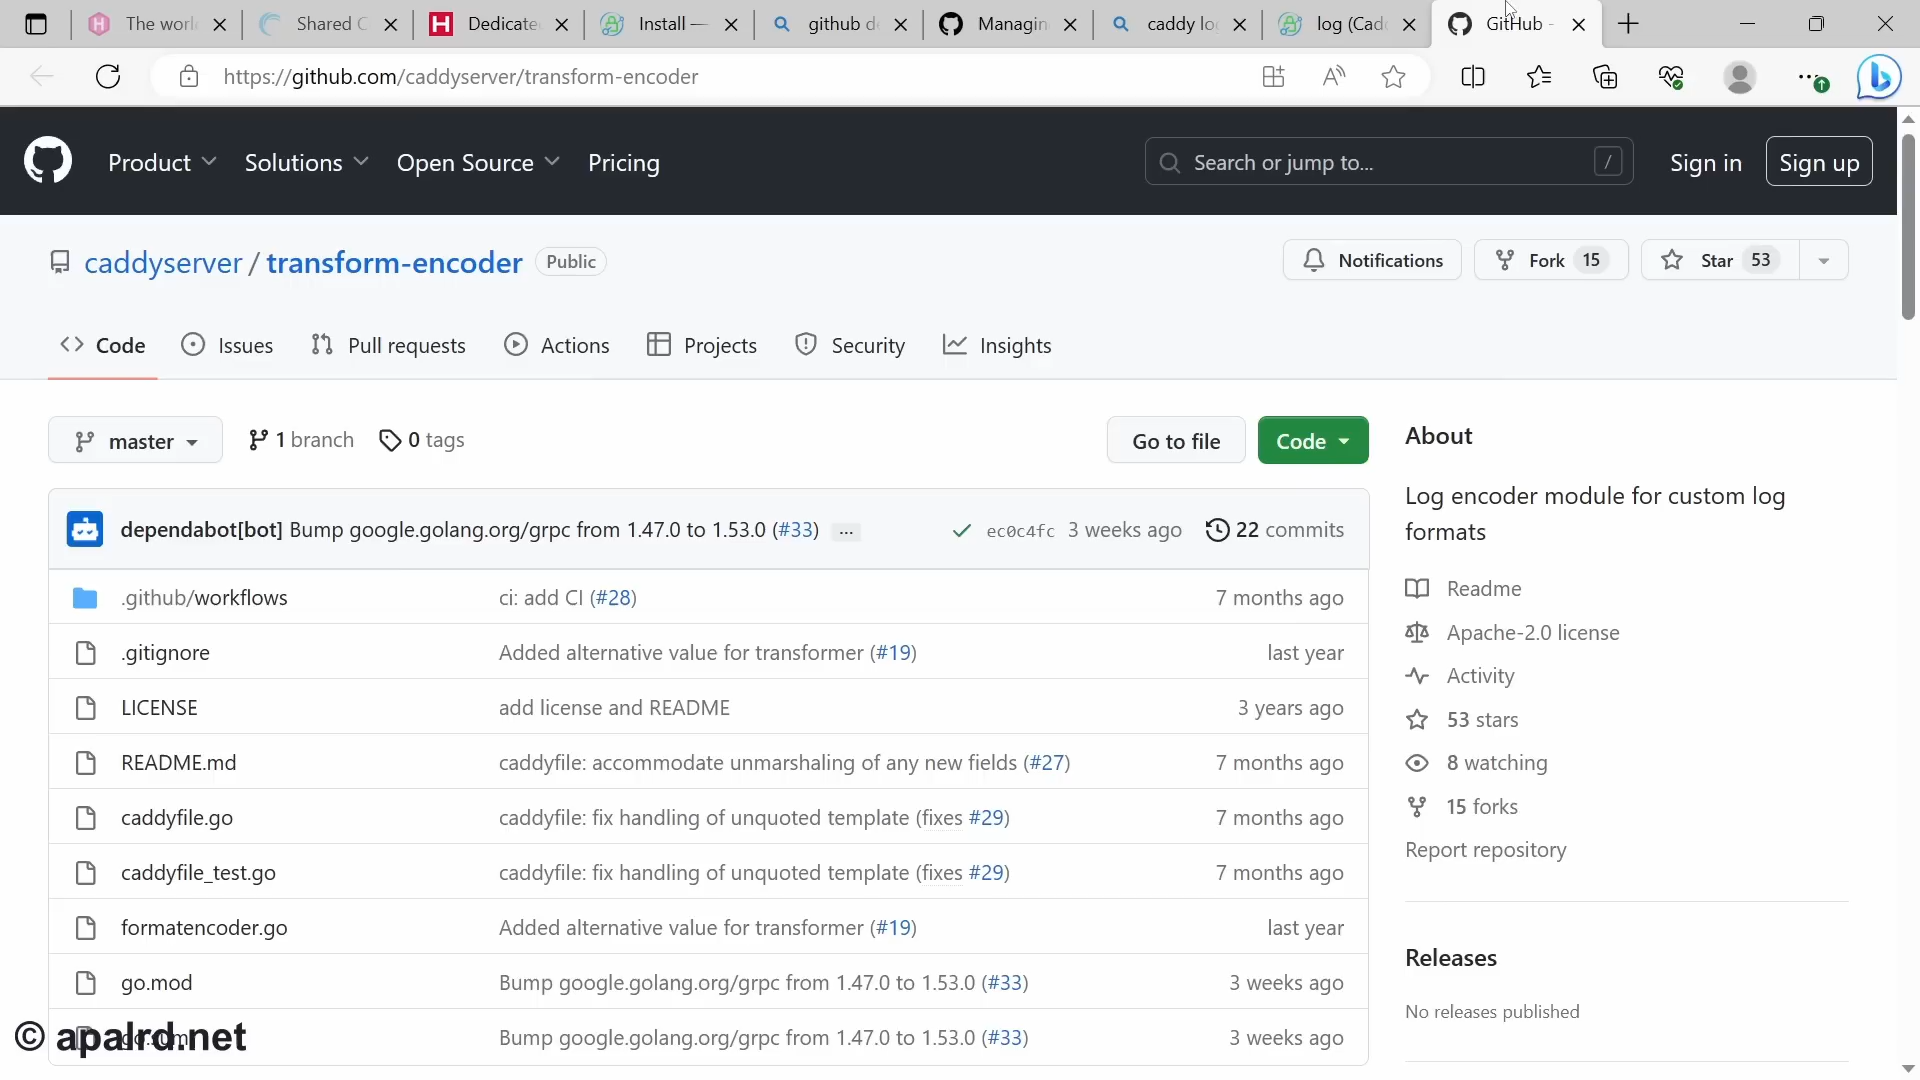 The worl
Shared C
Dedicate
Install —
github de
Managin
caddy lo
log (Cad
GitHub -
https://github.com/caddyserver/transform-encoder
Product
Solutions
Open Source
Pricing
Search or jump to...
/
Sign in
Sign up
caddyserver / transform-encoder
Public
Notifications
Fork 15
Star 53
Code
Issues
Pull requests
Actions
Projects
Security
Insights
master
1 branch
0 tags
Go to file
Code
dependabot[bot] Bump google.golang.org/grpc from 1.47.0 to 1.53.0 (#33) ...
ec0c4fc 3 weeks ago
22 commits
.github/workflows
ci: add CI (#28)
7 months ago
.gitignore
Added alternative value for transformer (#19)
last year
LICENSE
add license and README
3 years ago
README.md
caddyfile: accommodate unmarshaling of any new fields (#27)
7 months ago
caddyfile.go
caddyfile: fix handling of unquoted template (fixes #29)
7 months ago
caddyfile_test.go
caddyfile: fix handling of unquoted template (fixes #29)
7 months ago
formatencoder.go
Added alternative value for transformer (#19)
last year
go.mod
Bump google.golang.org/grpc from 1.47.0 to 1.53.0 (#33)
3 weeks ago
Bump google.golang.org/grpc from 1.47.0 to 1.53.0 (#33)
3 weeks ago
About
Log encoder module for custom log
formats
Readme
Apache-2.0 license
Activity
53 stars
8 watching
15 forks
Report repository
Releases
No releases published
© apalrd.net